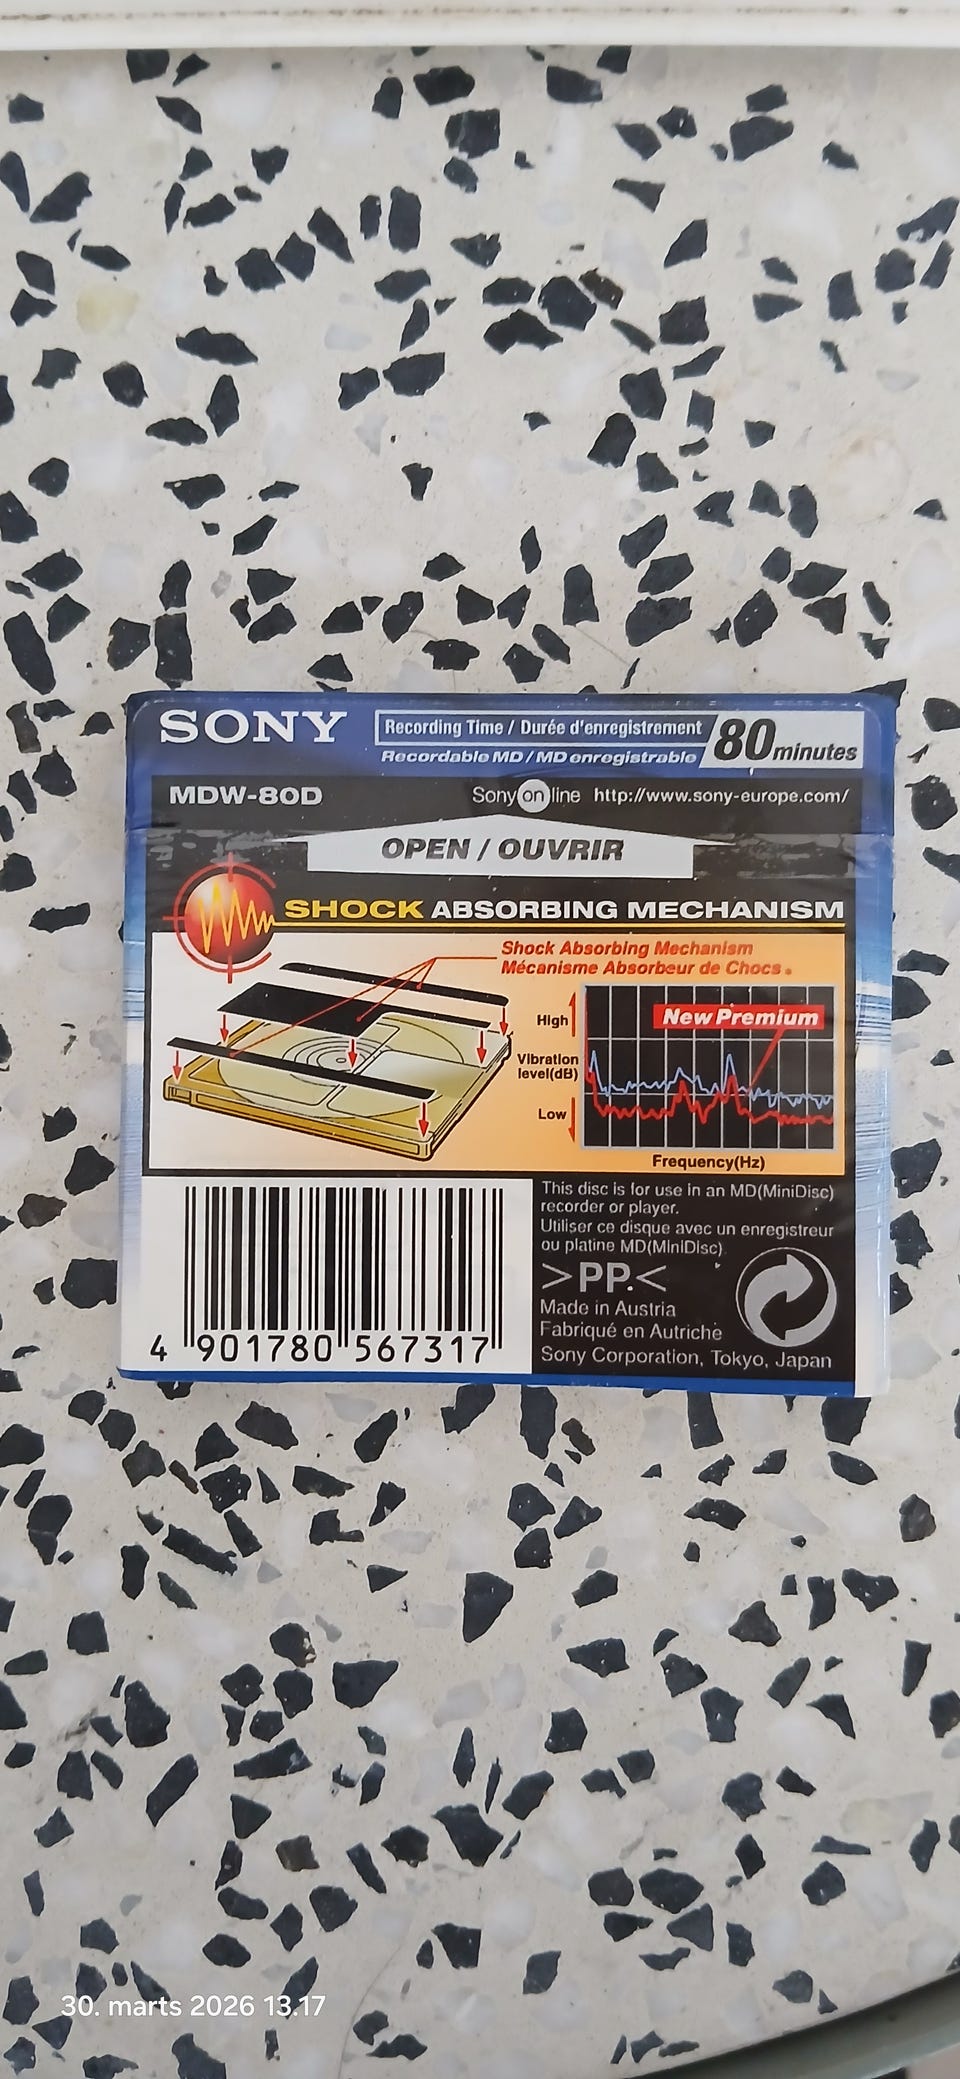 SONY
Recording Time / Durée d'enregistrement
Recordable MD / MD enregistrable
80 minutes
MDW-80D
Sony on line http://www.sony-europe.com/
OPEN / OUVRIR
SHOCK ABSORBING MECHANISM
Shock Absorbing Mechanism
Mécanisme Absorbeur de Chocs.
High
New Premium
Vibration
level(dB)
Low
Frequency(Hz)
This disc is for use in an MD(MiniDisc)
recorder or player.
Utiliser ce disque avec un enregistreur
ou platine MD(MiniDisc)
>PP.<
Made in Austria
Fabriqué en Autriche
Sony Corporation, Tokyo, Japan
4 901780 567317
30. marts 2026 13.17